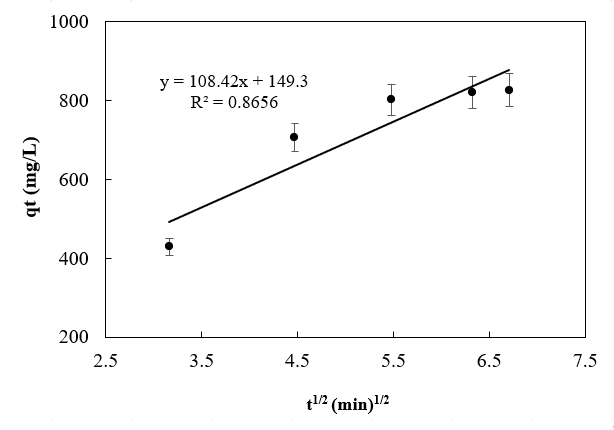 1000
y = 108.42x + 149.3
R² = 0.8656
800
600
400
200
qt (mg/L)
2.5 3.5 4.5 5.5 6.5 7.5
t¹/² (min)¹/²